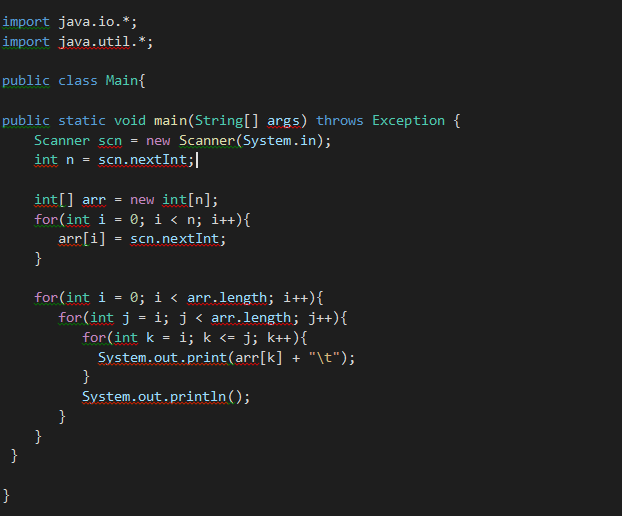 import java.io.*;
import java.util.*;

public class Main{

public static void main(String[] args) throws Exception {
    Scanner scn = new Scanner(System.in);
    int n = scn.nextInt;

    int[] arr = new int[n];
    for(int i = 0; i < n; i++){
       arr[i] = scn.nextInt;
    }

    for(int i = 0; i < arr.length; i++){
       for(int j = i; j < arr.length; j++){
          for(int k = i; k <= j; k++){
            System.out.print(arr[k] + "\t");
          }
          System.out.println();
       }
    }
 }

}